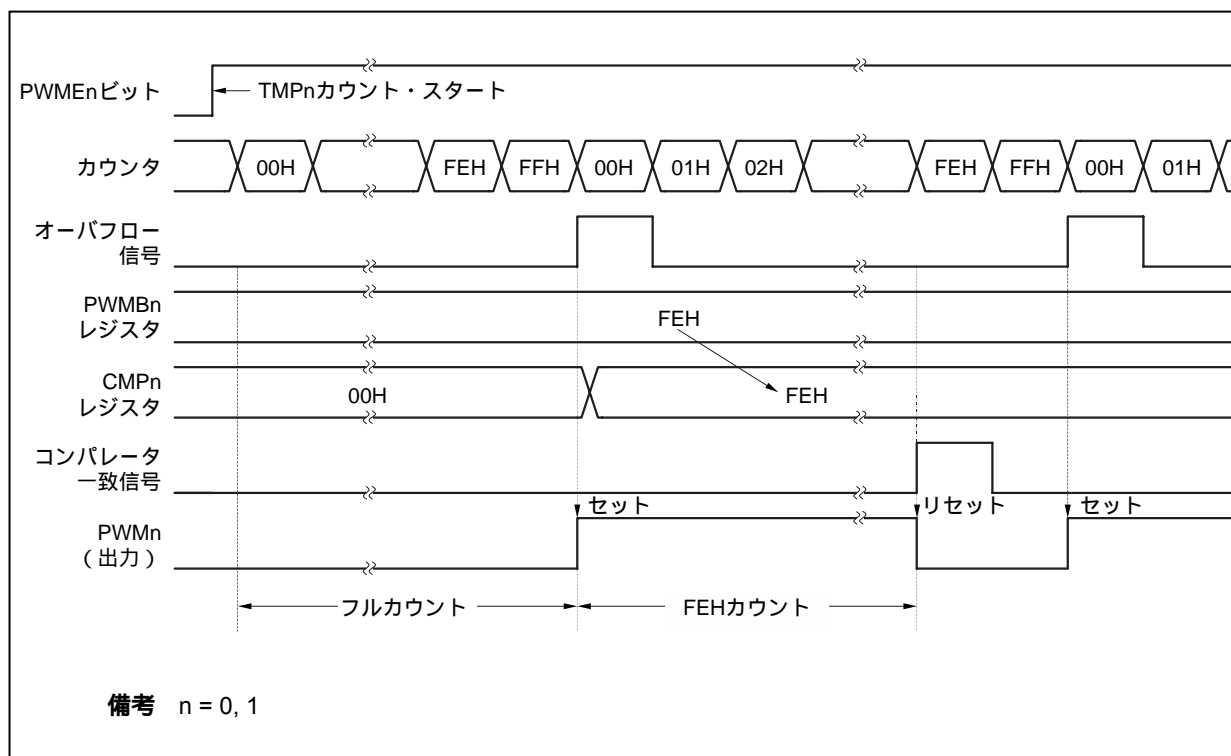 PWMEnビット
TMPnカウント・スタート
カウンタ
00H FEH FFH 00H 01H 02H FEH FFH 00H 01H
オーバフロー
信号
PWMBn
レジスタ
FEH
CMPn
レジスタ
00H
FEH
コンパレータ
一致信号
セット
リセット
セット
PWMn
(出力)
フルカウント
FEHカウント
備考 n = 0, 1